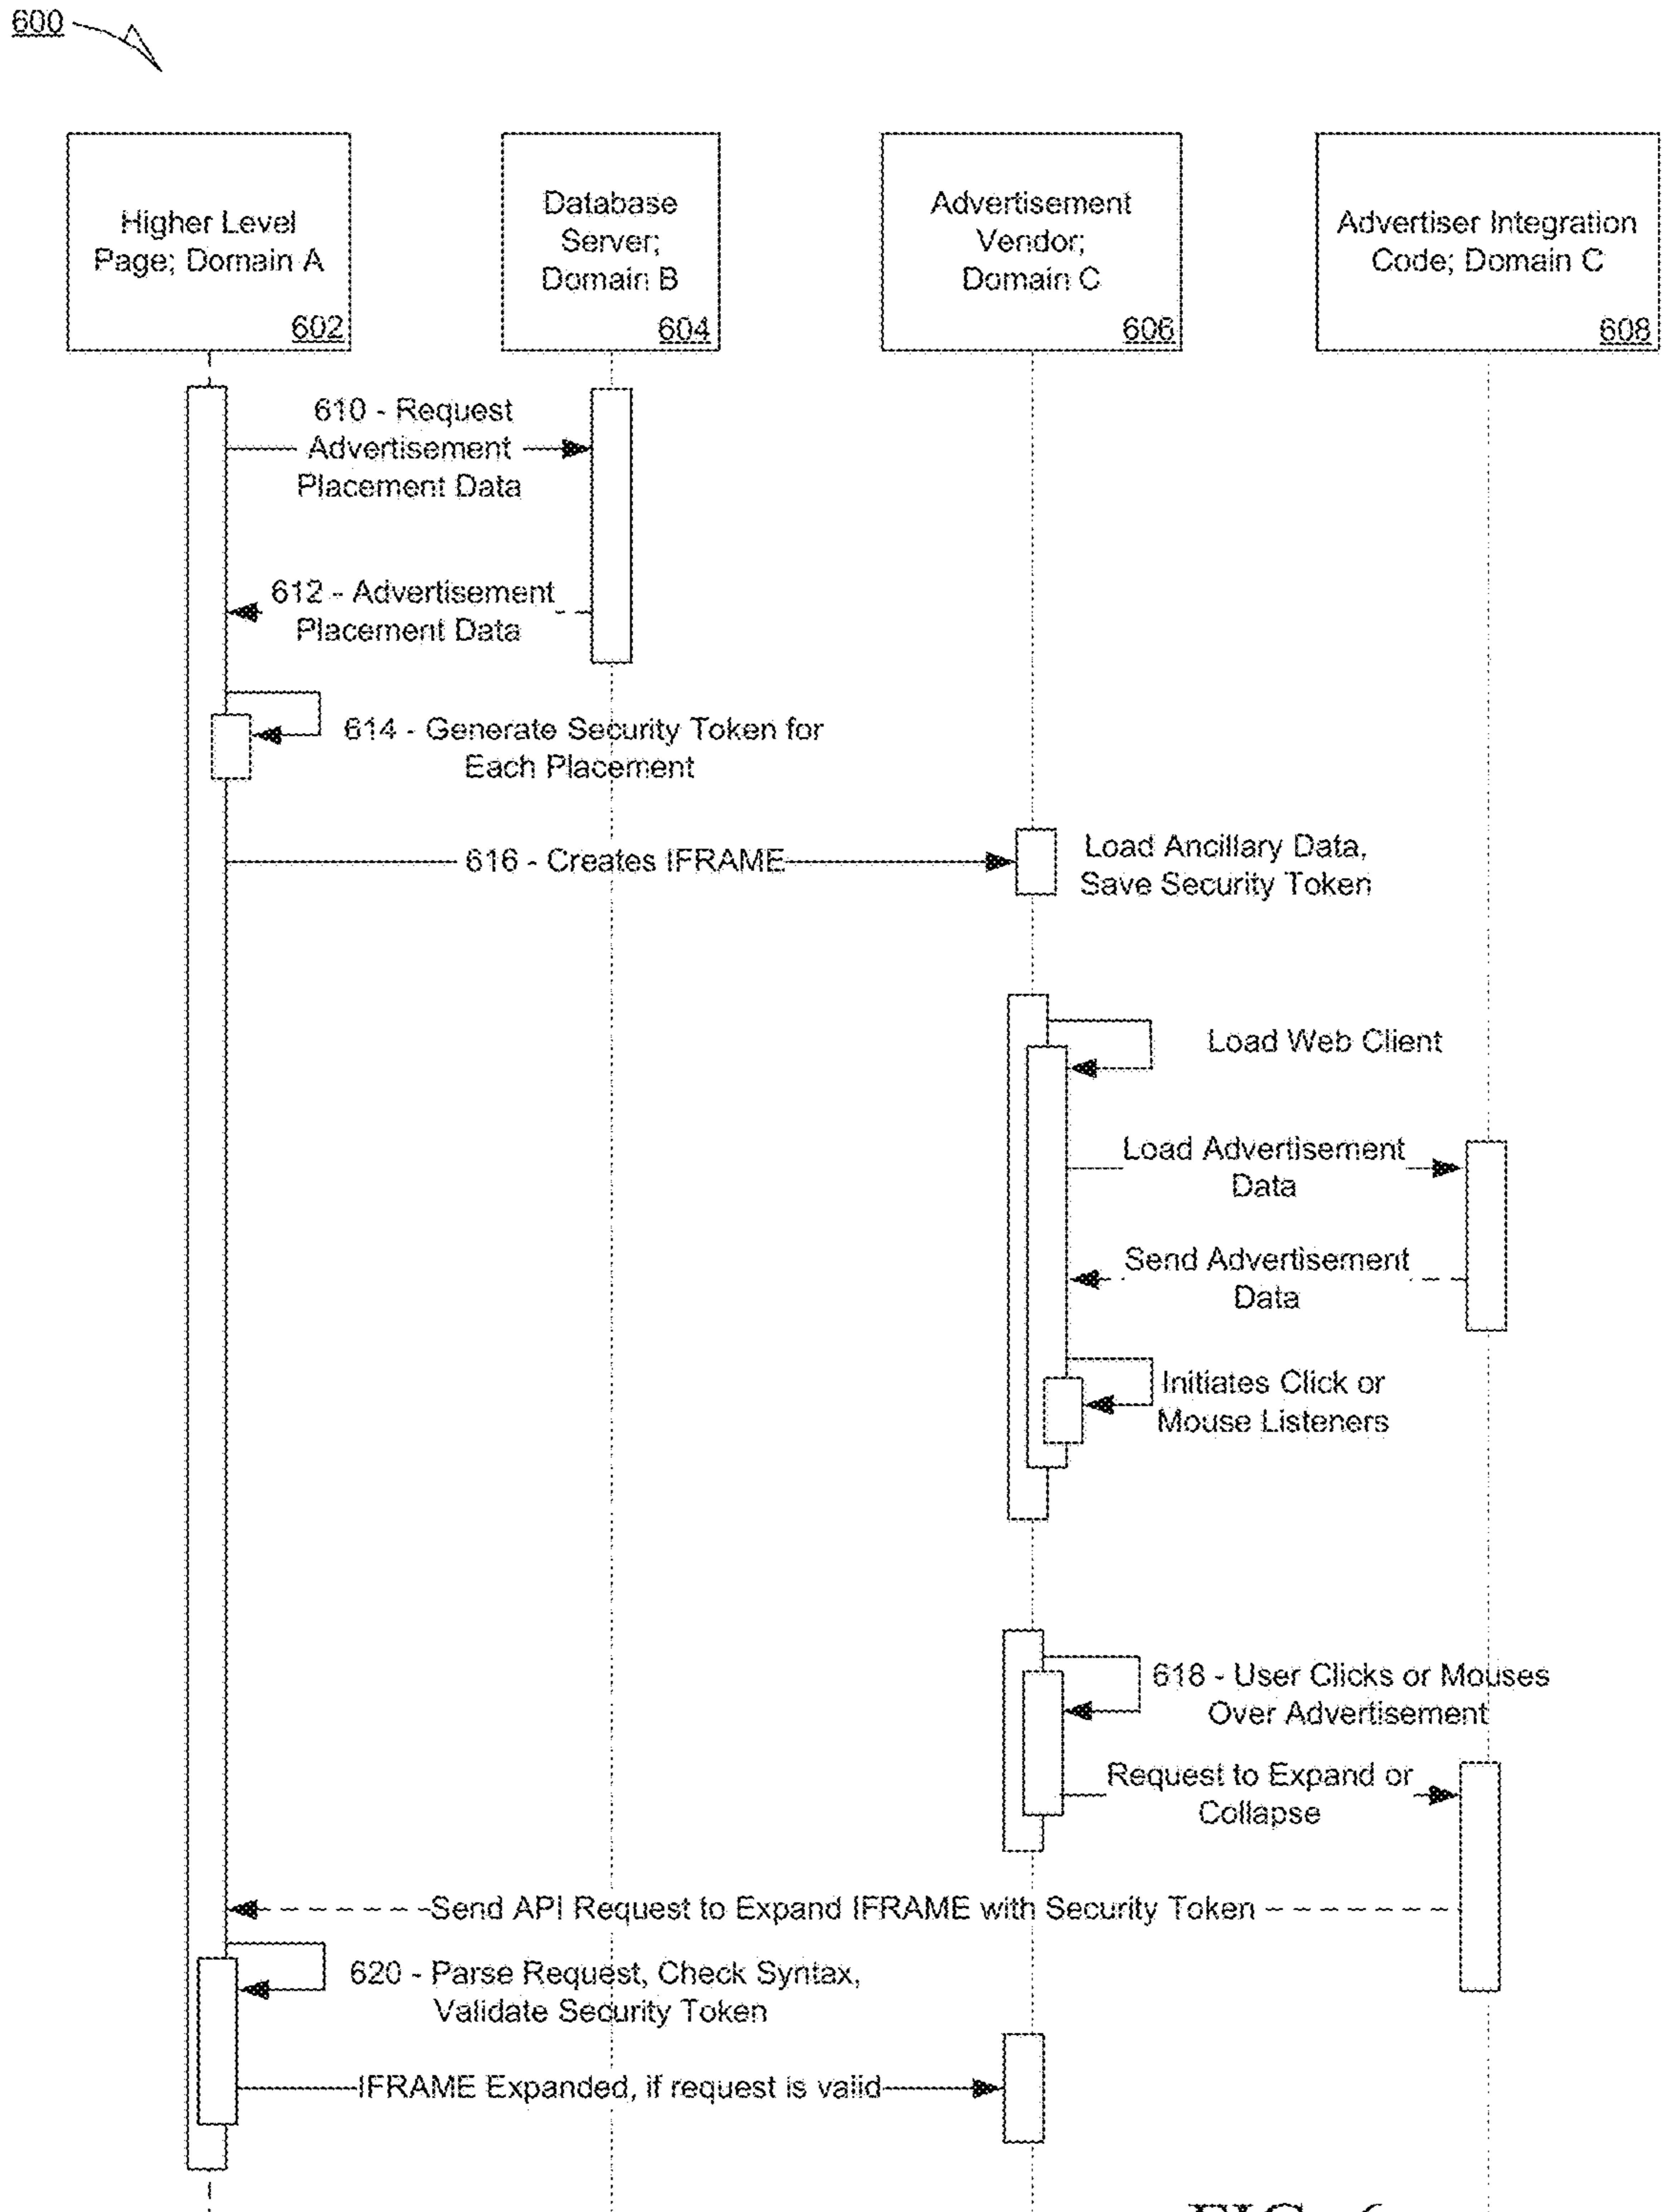 600
Higher Level
Page; Domain A
602
Database
Server;
Domain B
604
Advertisement
Vendor;
Domain C
606
Advertiser Integration
Code; Domain C
608
610 - Request
Advertisement
Placement Data
612 - Advertisement
Placement Data
614 - Generate Security Token for
Each Placement
616 - Creates IFRAME
Load Ancillary Data,
Save Security Token
Load Web Client
Load Advertisement
Data
Send Advertisement
Data
Initiates Click or
Mouse Listeners
618 - User Clicks or Mouses
Over Advertisement
Request to Expand or
Collapse
Send API Request to Expand IFRAME with Security Token
620 - Parse Request, Check Syntax,
Validate Security Token
IFRAME Expanded, if request is valid